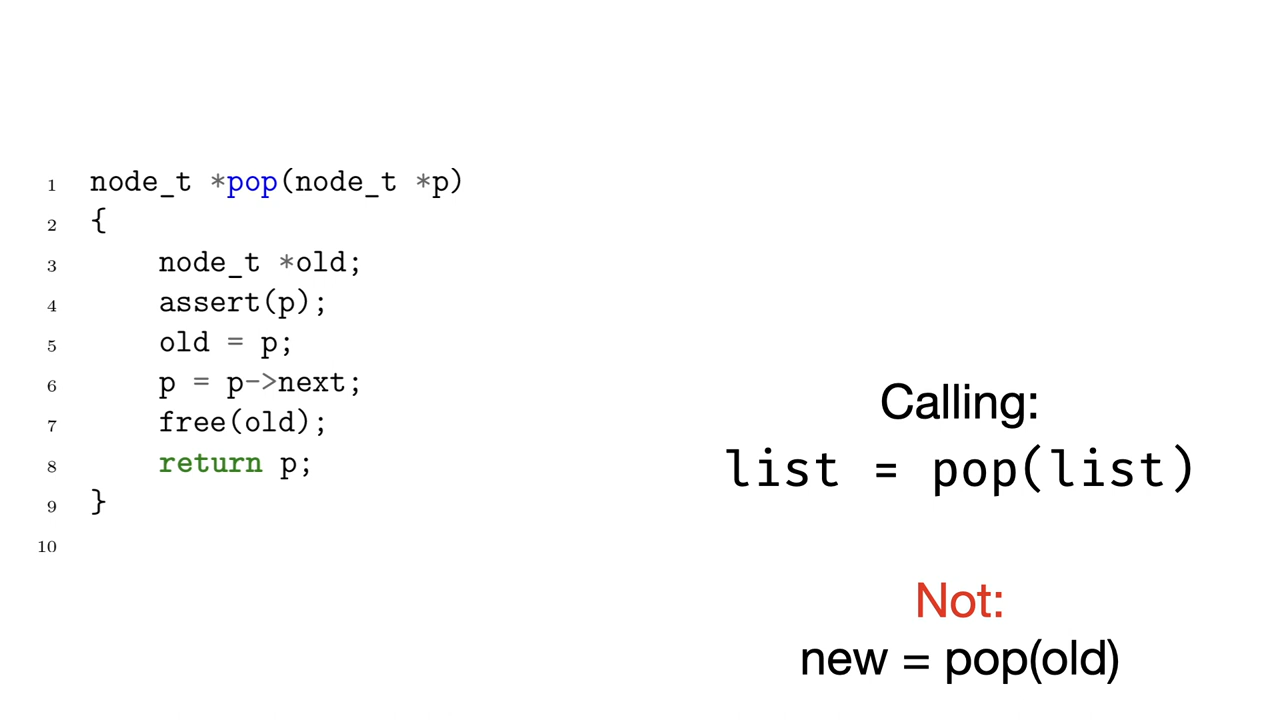 1 node_t *pop(node_t *p)
2 {
3 node_t *old;
4 assert(p);
5 old = p;
6 p = p->next;
7 free(old);
8 return p;
9 }
10
Calling:
list = pop(list)
Not:
new = pop(old)